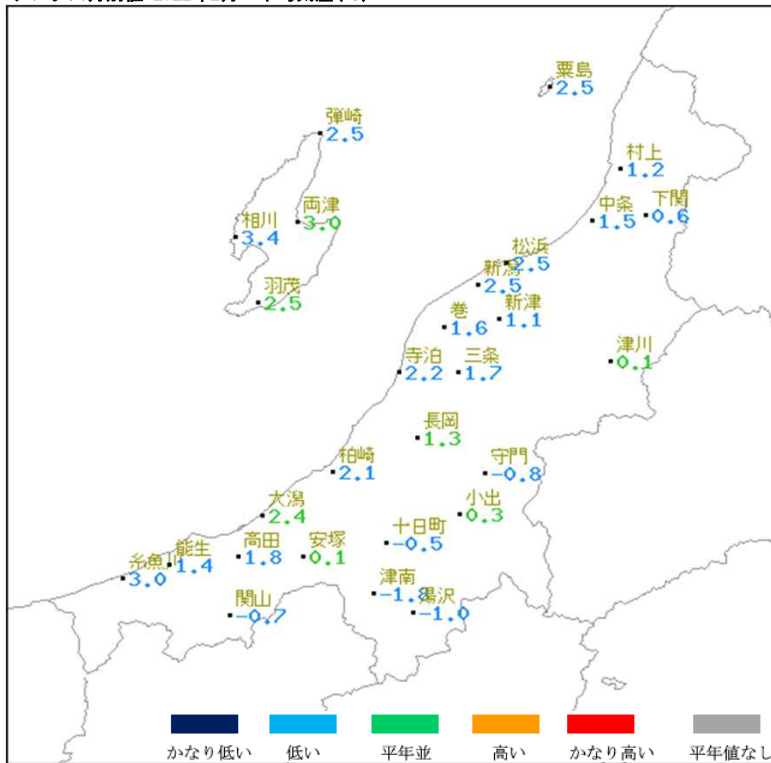 粟島
2.5
弾崎
2.5
村上
1.2
両津
3.0
相川
3.4
中条
1.5
下関
0.6
松浜
2.5
新潟
2.5
羽茂
2.5
巻
1.6
新津
1.1
寺泊
2.2
三条
1.7
津川
0.1
長岡
1.3
柏崎
2.1
守門
-0.8
大潟
2.4
小出
0.3
十日町
-0.5
糸魚川
3.0
能生
1.4
高田
1.8
安塚
0.1
津南
-1.8
湯沢
-1.0
関山
-0.7
かなり低い 低い 平年並 高い かなり高い 平年値なし